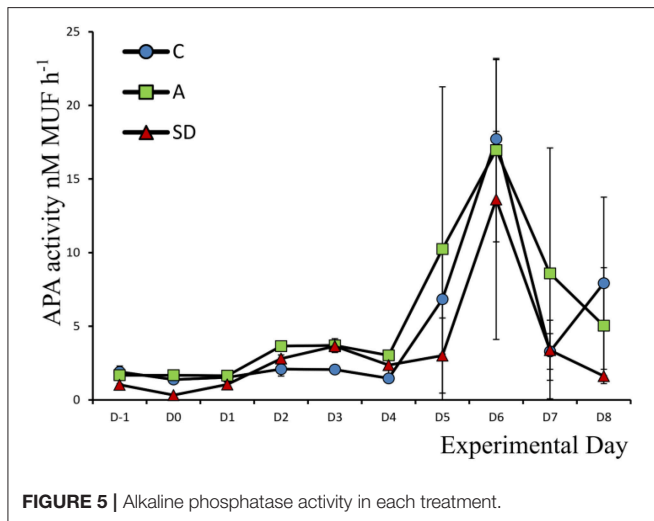 25
20
15
10
5
0
APA activity nM MUF h⁻¹
C
A
SD
D-1 D0 D1 D2 D3 D4 D5 D6 D7 D8
Experimental Day
FIGURE 5 | Alkaline phosphatase activity in each treatment.